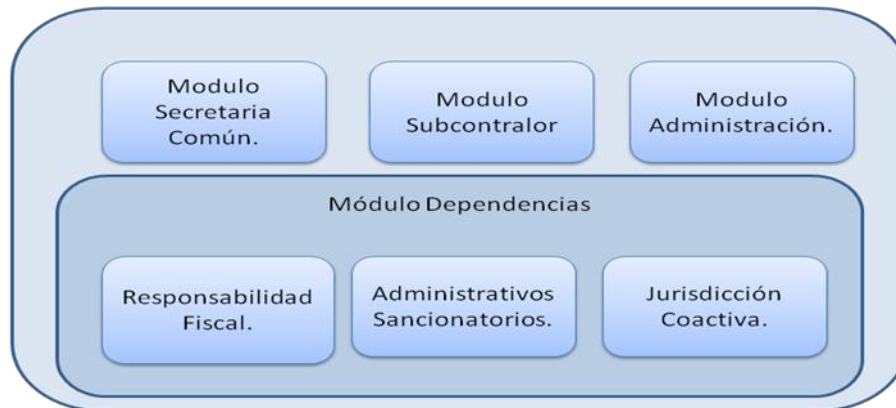 Modulo
Secretaria
Común.
Modulo
Subcontralor
Modulo
Administración.
Módulo Dependencias
Responsabilidad
Fiscal.
Administrativos
Sancionatorios.
Jurisdicción
Coactiva.